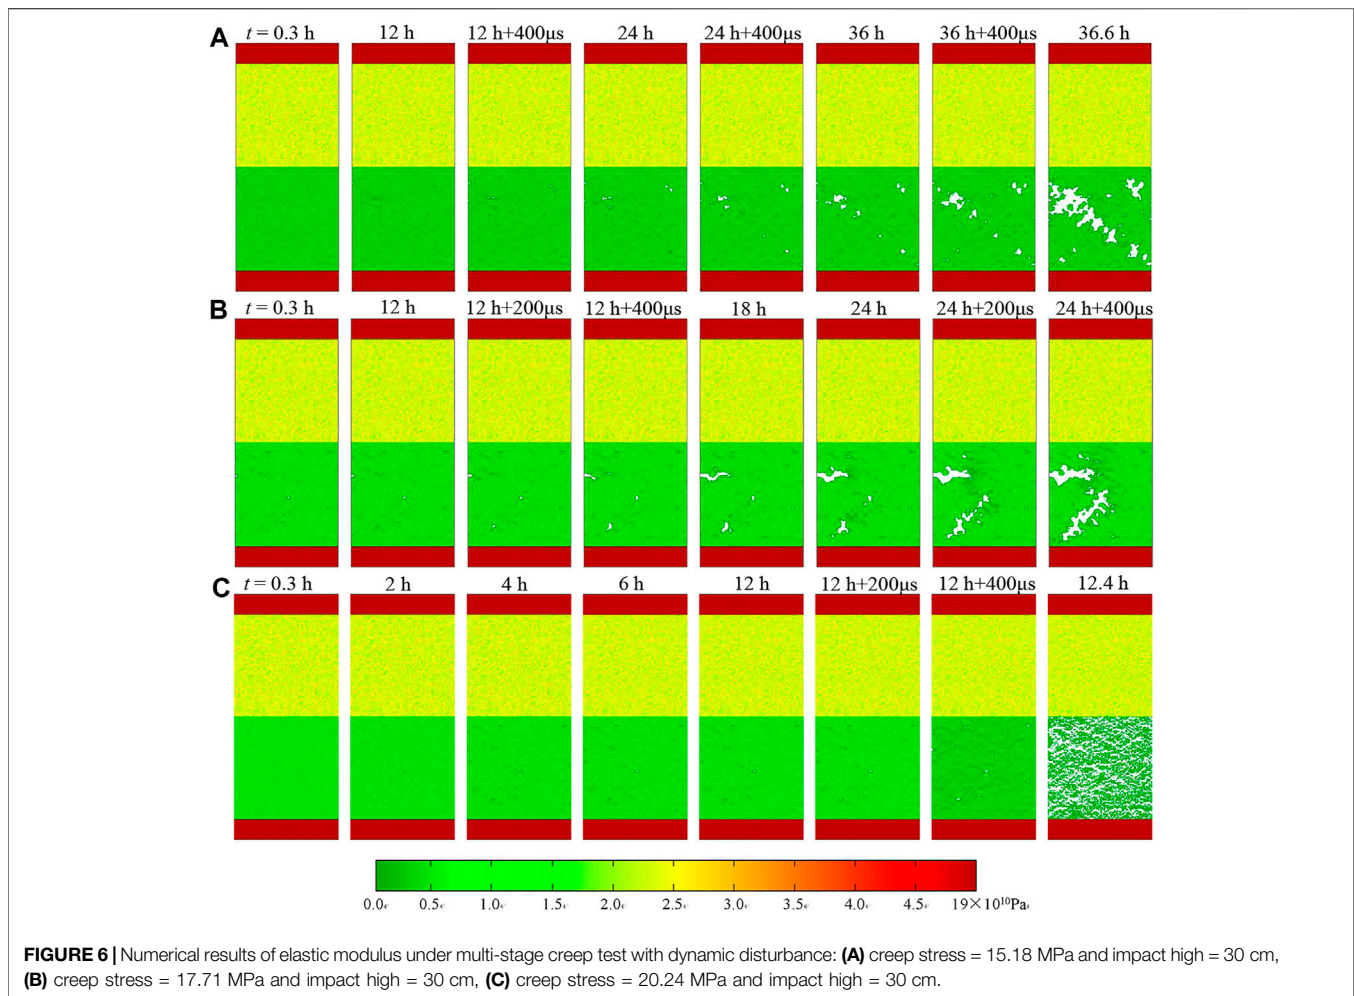 A t = 0.3 h 12 h 12 h+400μs 24 h 24 h+400μs 36 h 36 h+400μs 36.6 h
B t = 0.3 h 12 h 12 h+200μs 12 h+400μs 18 h 24 h 24 h+200μs 24 h+400μs
C t = 0.3 h 2 h 4 h 6 h 12 h 12 h+200μs 12 h+400μs 12.4 h
0.0 0.5 1.0 1.5 2.0 2.5 3.0 3.5 4.0 4.5 19×10¹⁰Pa
FIGURE 6 | Numerical results of elastic modulus under multi-stage creep test with dynamic disturbance: (A) creep stress = 15.18 MPa and impact high = 30 cm,
(B) creep stress = 17.71 MPa and impact high = 30 cm, (C) creep stress = 20.24 MPa and impact high = 30 cm.